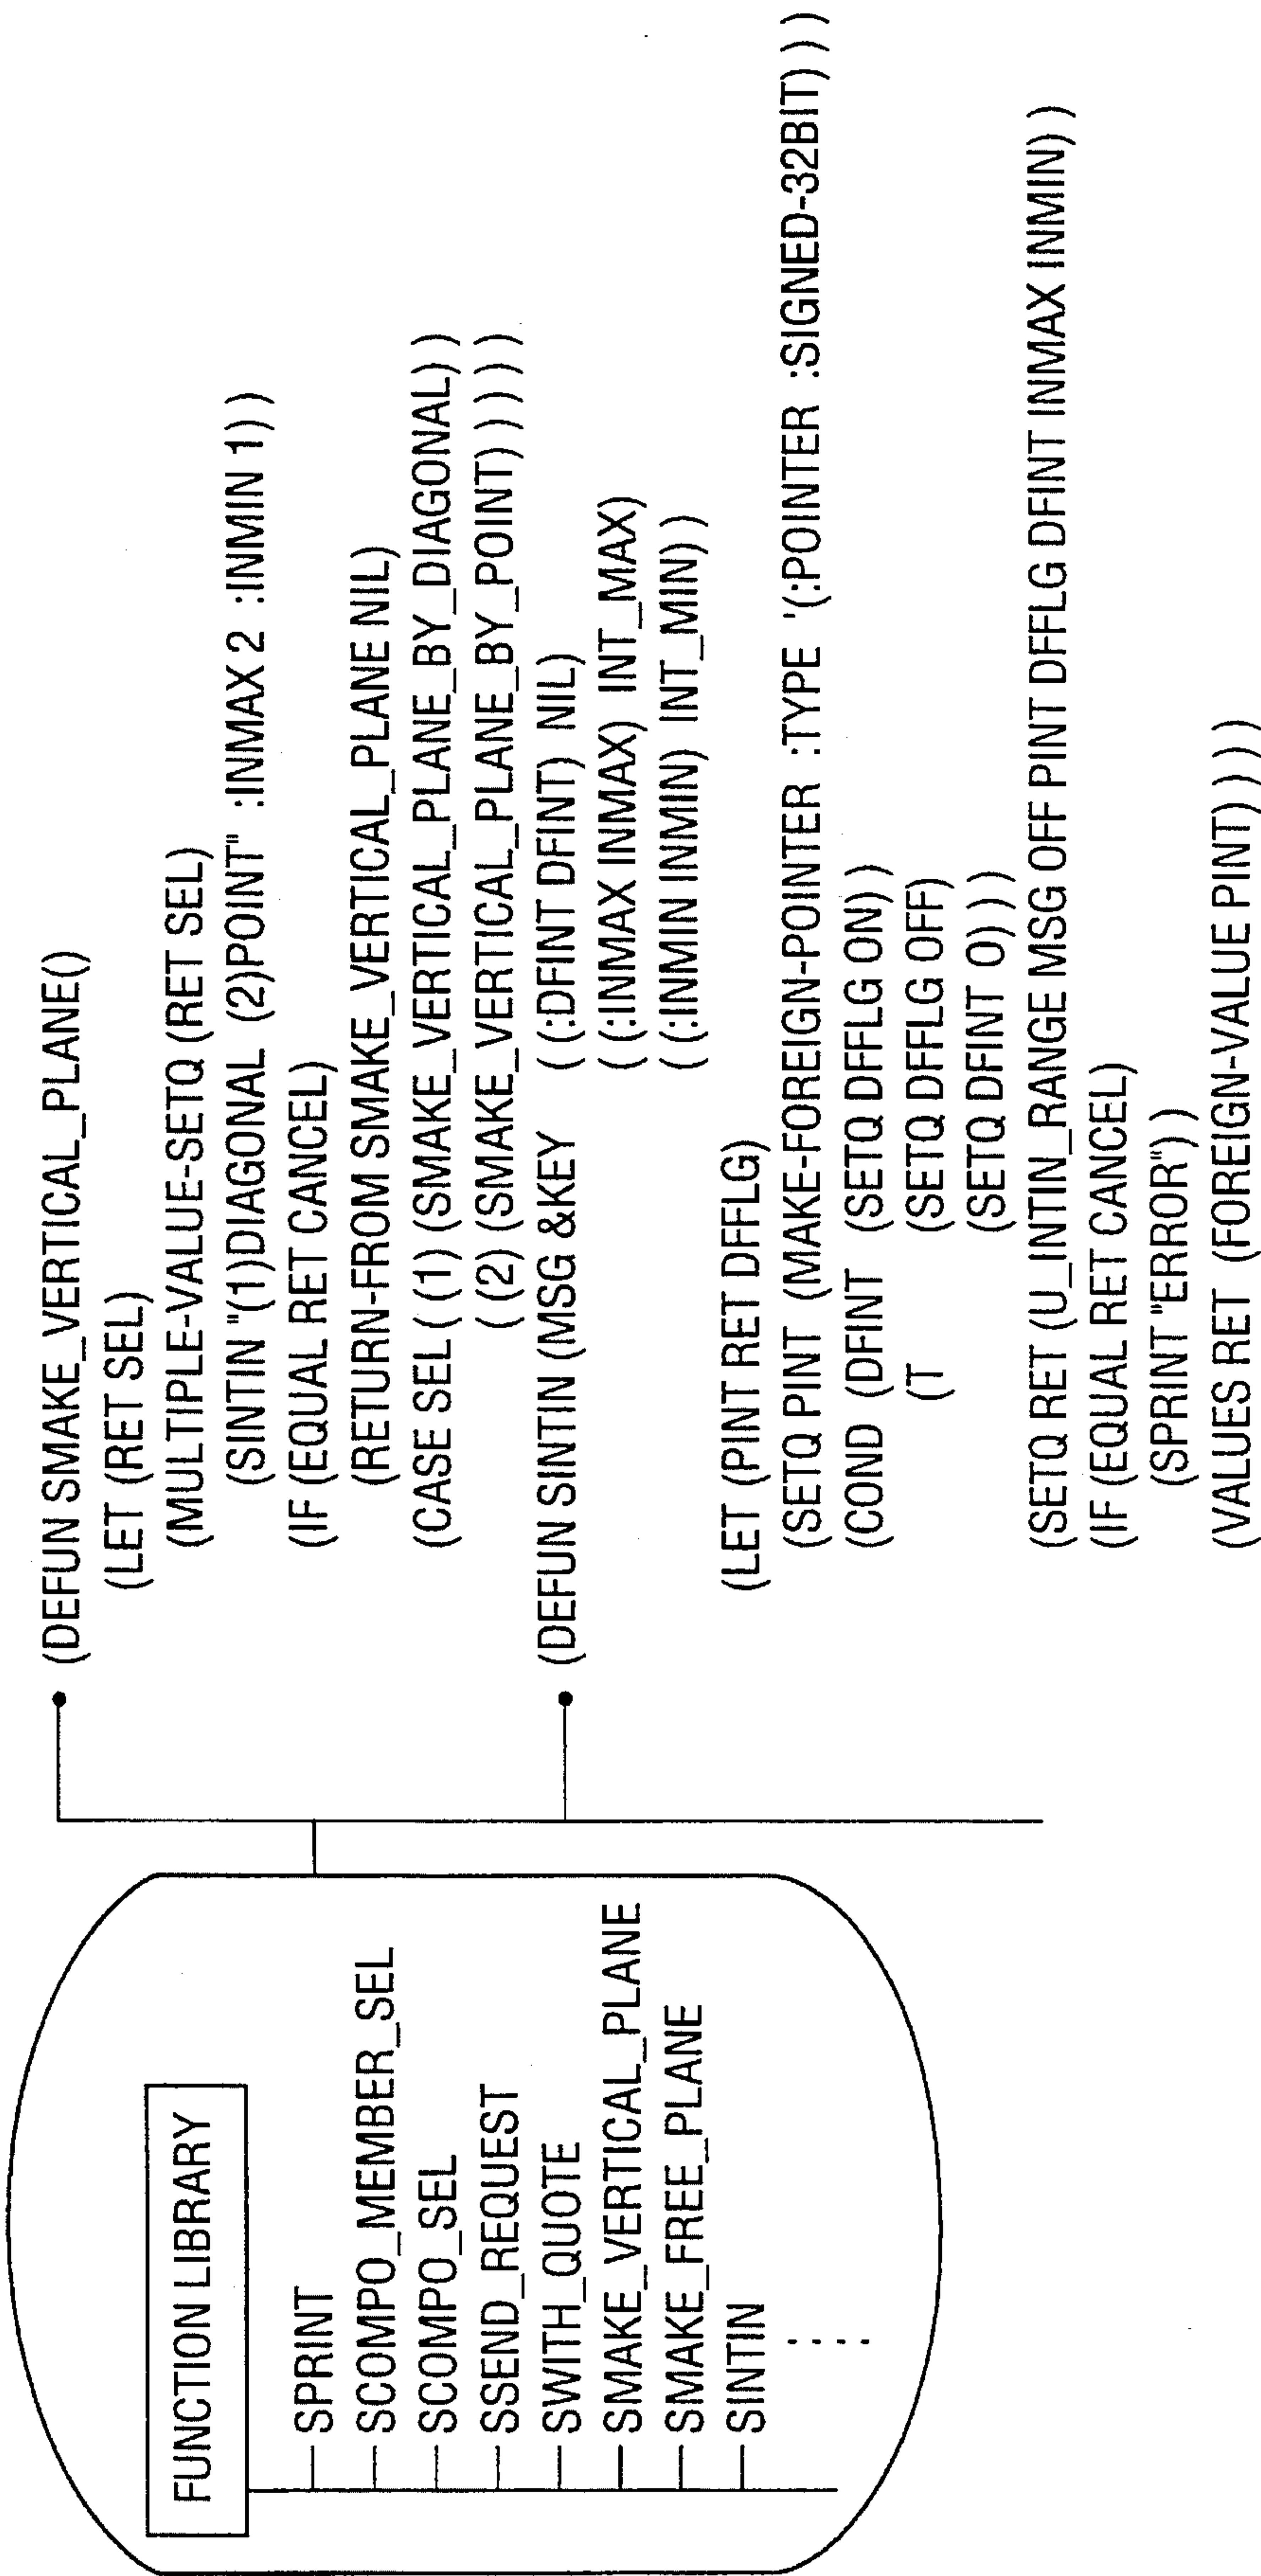 FUNCTION LIBRARY
SPRINT
SCOMPO_MEMBER_SEL
SCOMPO_SEL
SSEND_REQUEST
SWITH_QUOTE
SMAKE_VERTICAL_PLANE
SMAKE_FREE_PLANE
SINTIN
(DEFUN SMAKE_VERTICAL_PLANE()
(LET (RET SEL)
(MULTIPLE-VALUE-SETQ (RET SEL)
(SINTIN "(1)DIAGONAL (2)POINT" :INMAX 2 :INMIN 1) )
(IF (EQUAL RET CANCEL)
(RETURN-FROM SMAKE_VERTICAL_PLANE NIL)
(CASE SEL ( (1) (SMAKE_VERTICAL_PLANE_BY_DIAGONAL) )
( (2) (SMAKE_VERTICAL_PLANE_BY_POINT) ) ) ) )
(DEFUN SINTIN (MSG &KEY ( (:DFINT DFINT) NIL)
( (:INMAX INMAX) INT_MAX)
( (:INMIN INMIN) INT_MIN) )
(LET (PINT RET DFFLG)
(SETQ PINT (MAKE-FOREIGN-POINTER :TYPE '(:POINTER :SIGNED-32BIT) ) )
(COND (DFINT (SETQ DFFLG ON) )
(T (SETQ DFFLG OFF)
(SETQ DFINT 0) ) )
(SETQ RET (U_INTIN_RANGE MSG OFF PINT DFFLG DFINT INMAX INMIN) )
(IF (EQUAL RET CANCEL)
(SPRINT "ERROR") )
(VALUES RET (FOREIGN-VALUE PINT) ) ) )